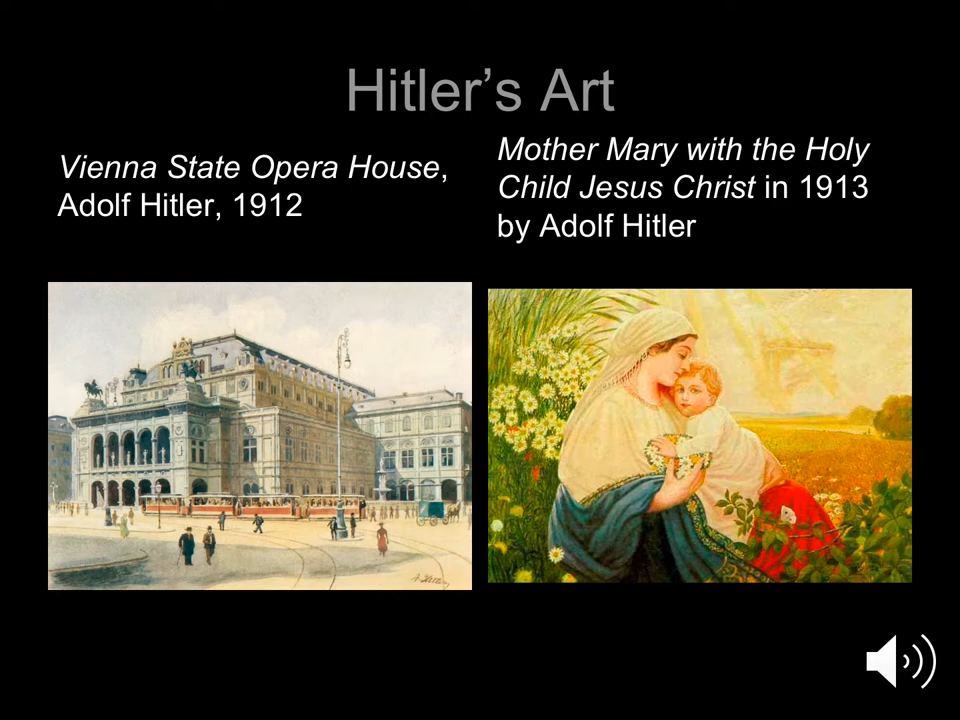 Hitler’s Art
Vienna State Opera House,
Adolf Hitler, 1912
Mother Mary with the Holy
Child Jesus Christ in 1913
by Adolf Hitler